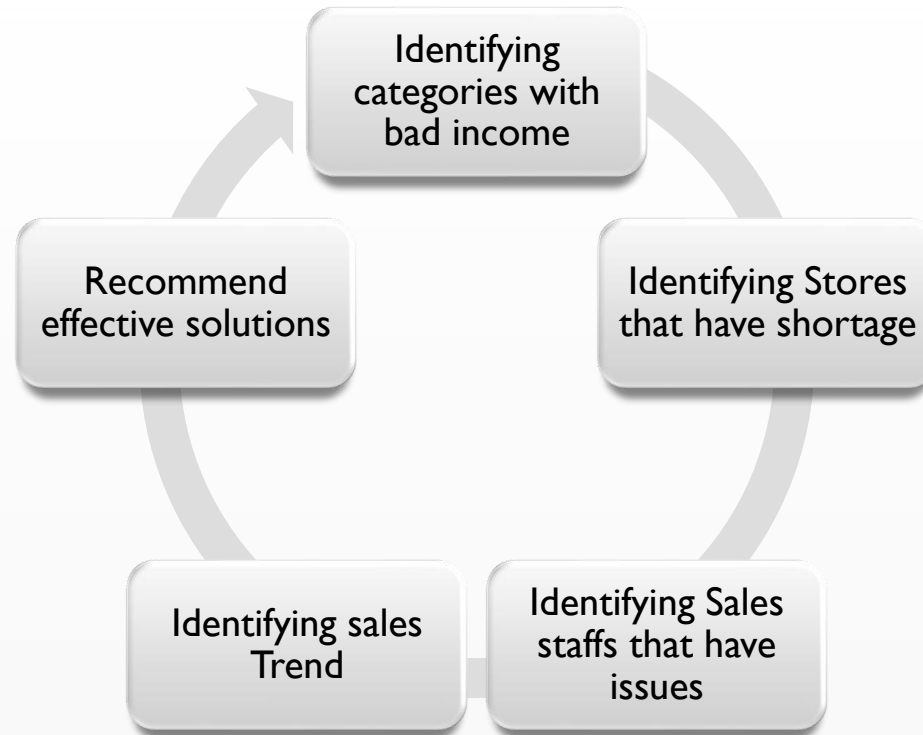 Identifying
categories with
bad income
Identifying Stores
that have shortage
Identifying Sales
staffs that have
issues
Identifying sales
Trend
Recommend
effective solutions